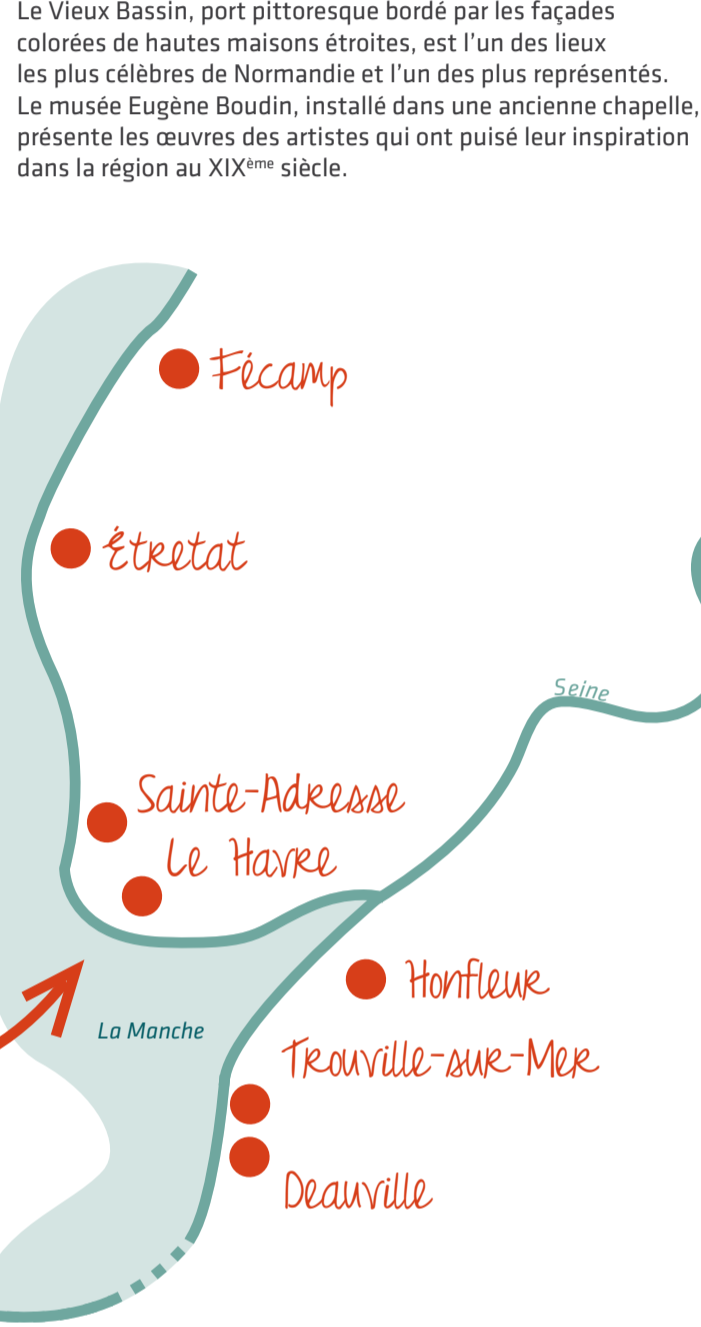 Le Vieux Bassin, port pittoresque bordé par les façades
colorées de hautes maisons étroites, est l’un des lieux
les plus célèbres de Normandie et l’un des plus représentés.
Le musée Eugène Boudin, installé dans une ancienne chapelle,
présente les œuvres des artistes qui ont puisé leur inspiration
dans la région au XIXème siècle.
Fécamp
Étretat
Seine
Sainte-Adresse
Le Havre
Honfleur
La Manche
Trouville-sur-Mer
Deauville